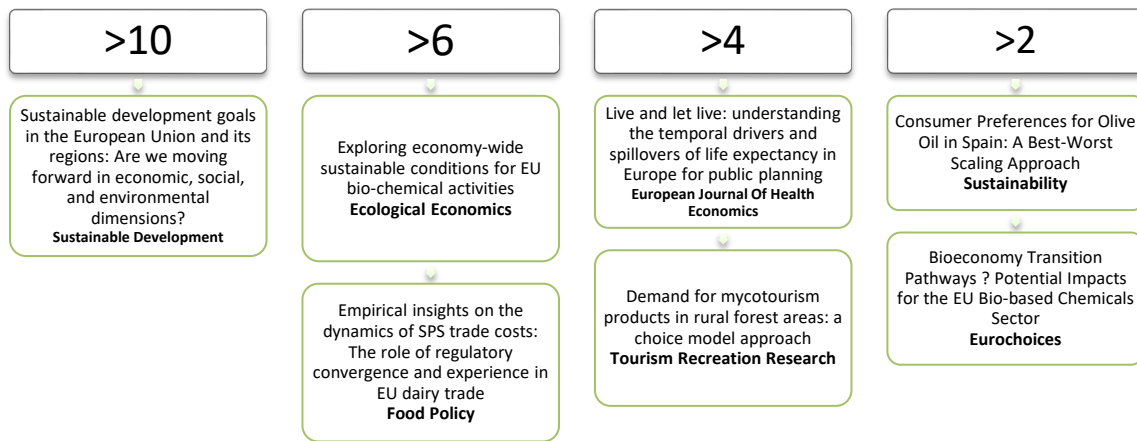 >10
Sustainable development goals
in the European Union and its
regions: Are we moving
forward in economic, social,
and environmental
dimensions?
Sustainable Development
>6
Exploring economy-wide
sustainable conditions for EU
bio-chemical activities
Ecological Economics
Empirical insights on the
dynamics of SPS trade costs:
The role of regulatory
convergence and experience in
EU dairy trade
Food Policy
>4
Live and let live: understanding
the temporal drivers and
spillovers of life expectancy in
Europe for public planning
European Journal Of Health
Economics
Demand for mycotourism
products in rural forest areas: a
choice model approach
Tourism Recreation Research
>2
Consumer Preferences for Olive
Oil in Spain: A Best-Worst
Scaling Approach
Sustainability
Bioeconomy Transition
Pathways ? Potential Impacts
for the EU Bio-based Chemicals
Sector
Eurochoices